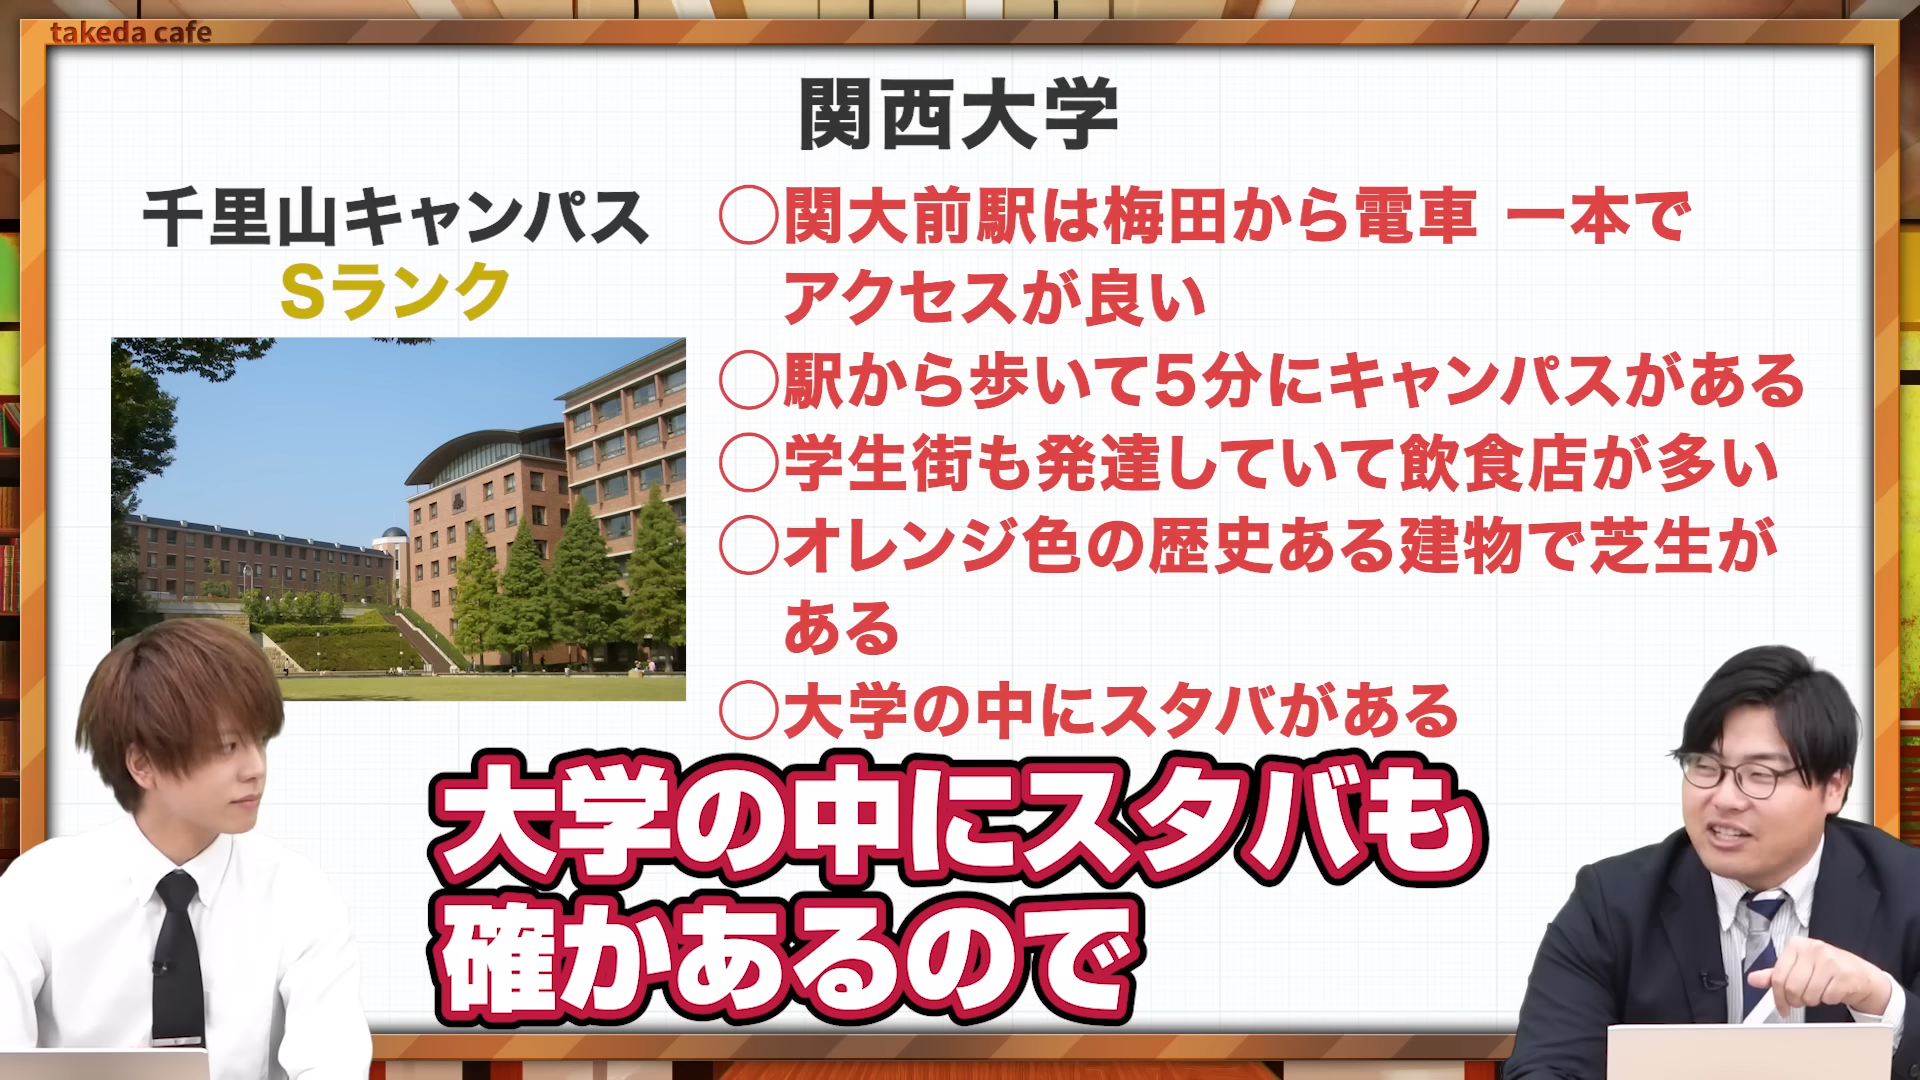 takeda cafe
関西大学
千里山キャンパス
Sランク
○関大前駅は梅田から電車 一本で
アクセスが良い
○駅から歩いて5分にキャンパスがある
○学生街も発達していて飲食店が多い
○オレンジ色の歴史ある建物で芝生が
ある
○大学の中にスタバがある
大学の中にスタバも
確かあるので